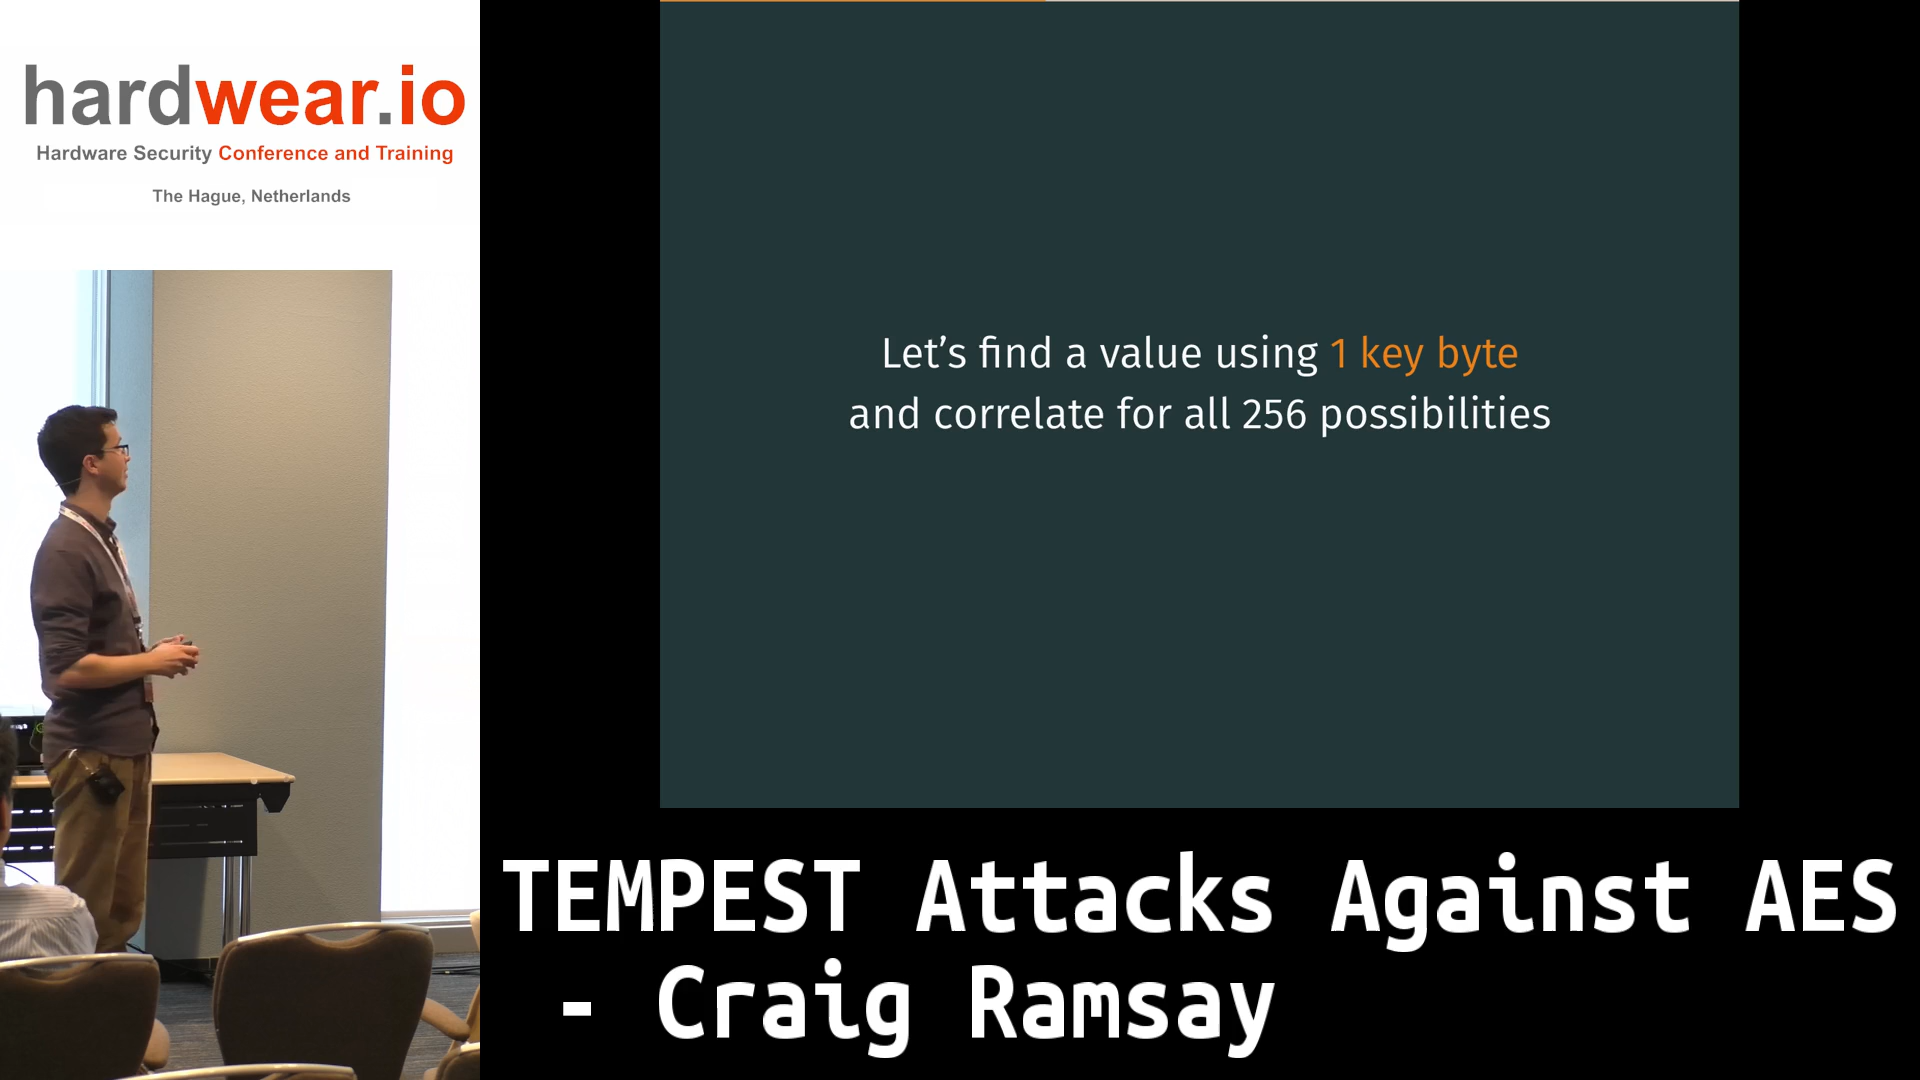 hardwear.io
Hardware Security Conference and Training
The Hague, Netherlands
Let’s find a value using 1 key byte
and correlate for all 256 possibilities
TEMPEST Attacks Against AES
- Craig Ramsay